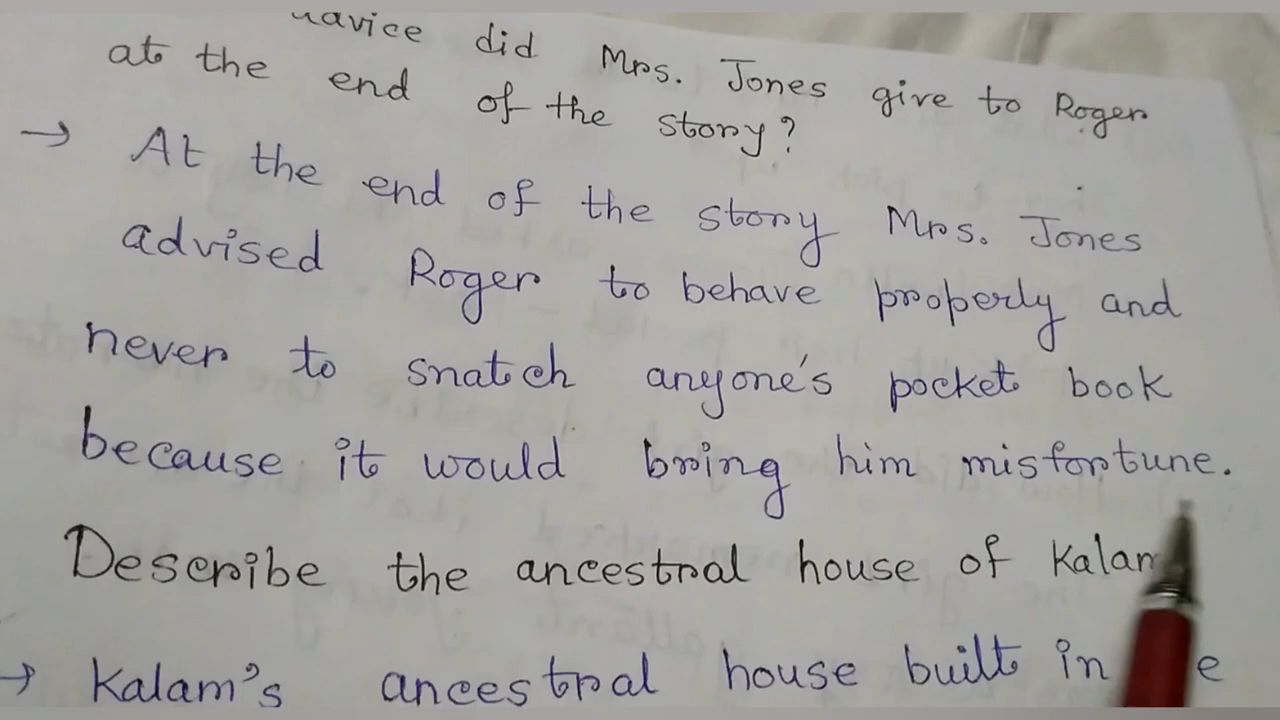 advice did Mrs. Jones give to Roger
at the end of the story?
→ At the end of the story Mrs. Jones
advised Roger to behave properly and
never to snatch anyone's pocket book
because it would bring him misfortune.
Describe the ancestral house of Kalam
→ Kalam's ancestral house built in